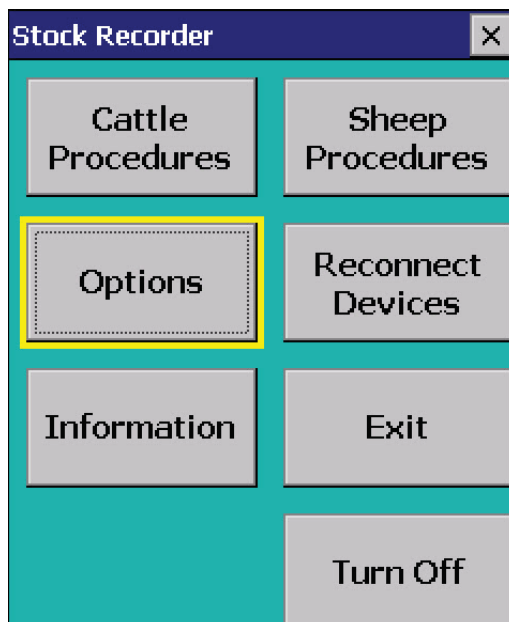 Stock Recorder
Cattle
Procedures
Sheep
Procedures
Options
Reconnect
Devices
Information
Exit
Turn Off